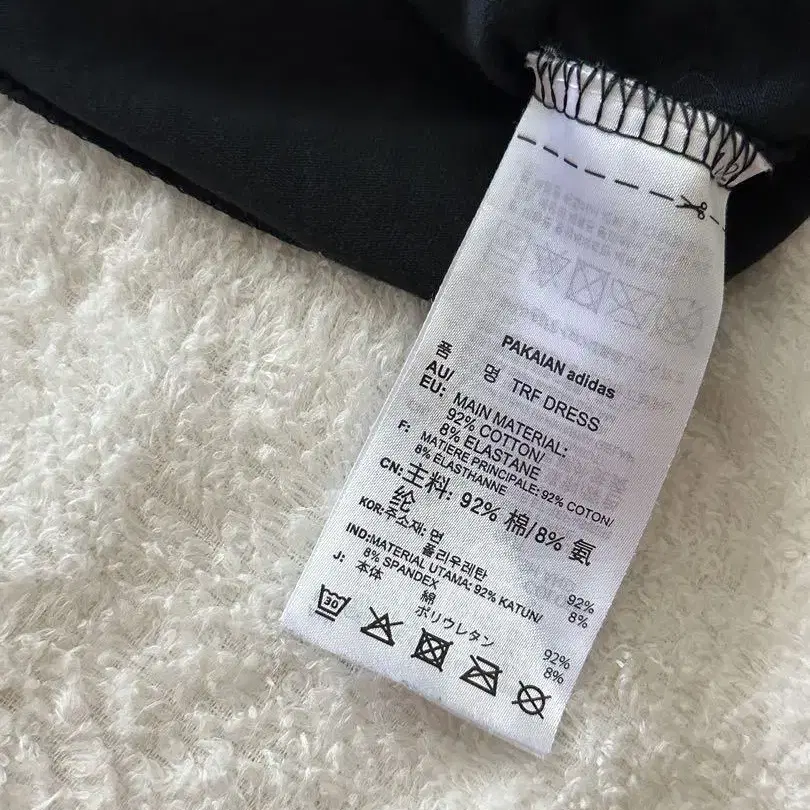 PAKAIAN adidas
품 명 TRF DRESS
AU/
EU: MAIN MATERIAL:
92% COTTON/
8% ELASTANE
F: MATIERE PRINCIPALE: 92% COTON/
8% ÉLASTHANNE
CN: 主料: 92% 棉/8% 氨
纶
KOR: 주소재: 면 92%
폴리우레탄 8%
IND: MATERIAL UTAMA: 92% KATUN/
8% SPANDEX
J: 本体 綿 92%
ポリウレタン 8%
30